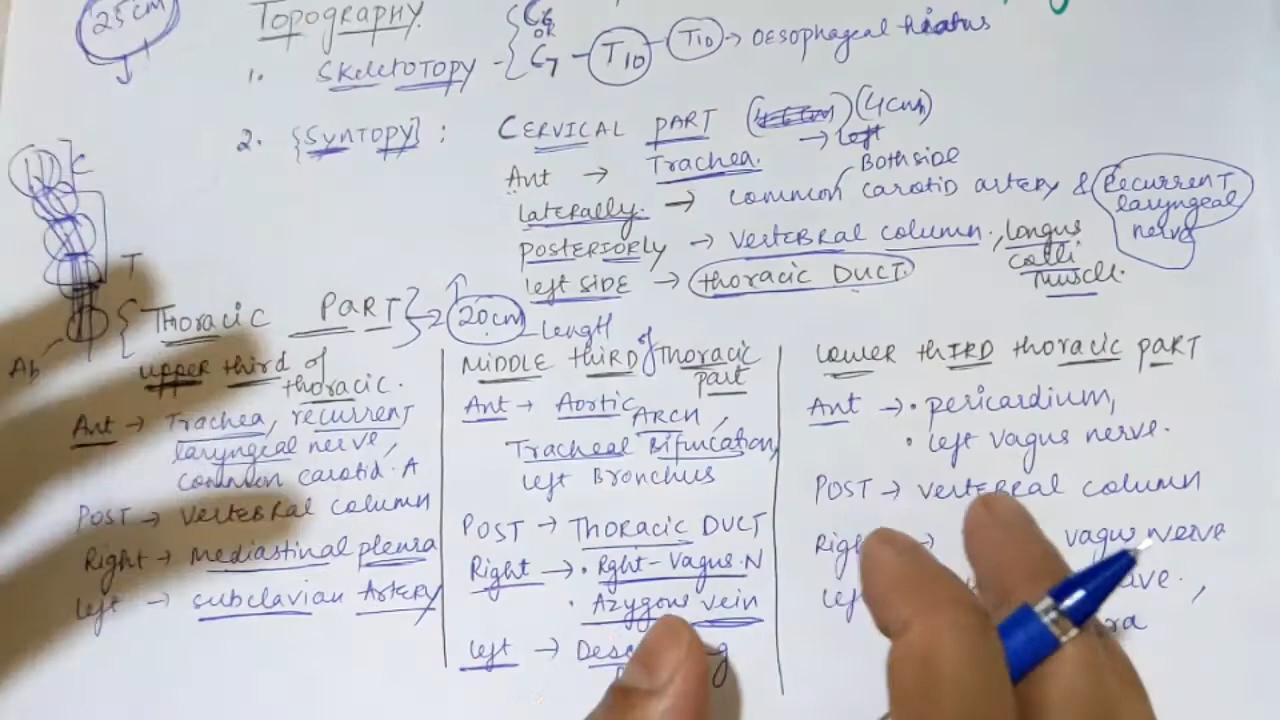 25cm
Topography.
1. SKeletoTOPY - { C6 OR C7 - T10 - T10 → OESophageal hiatus
2. {SYNTOPY} : CERVICAL PART (4cm)
→ left
Ant → Trachea.
Both side
laterally. → common carotid artery & Recurrent laryngeal nerve
POSTERIORLY → VERTEBRAL column., longus colli muscle.
left SIDE → thoracic DUCT.
C
T
Ab
{THORACIC PART} 20cm length
upper third of thoracic.
Ant → Trachea, recurrent
laryngeal nerve,
common carotid. A
POST → VERTEBRAL column
Right → Mediastinal pleura
left → subclavian Artery
MIDDLE third of thoracic part
Ant → Aortic ARCH,
Tracheal Bifucation,
left Bronchus
POST → THORACIC DUCT
Right → • Rght-Vagus.N
• Azygous vein
left →
LOWER thIRD thoracic PART
Ant → • pericardium,
• left vagus nerve.
POST → VERTEBRAL column
vagus nerve